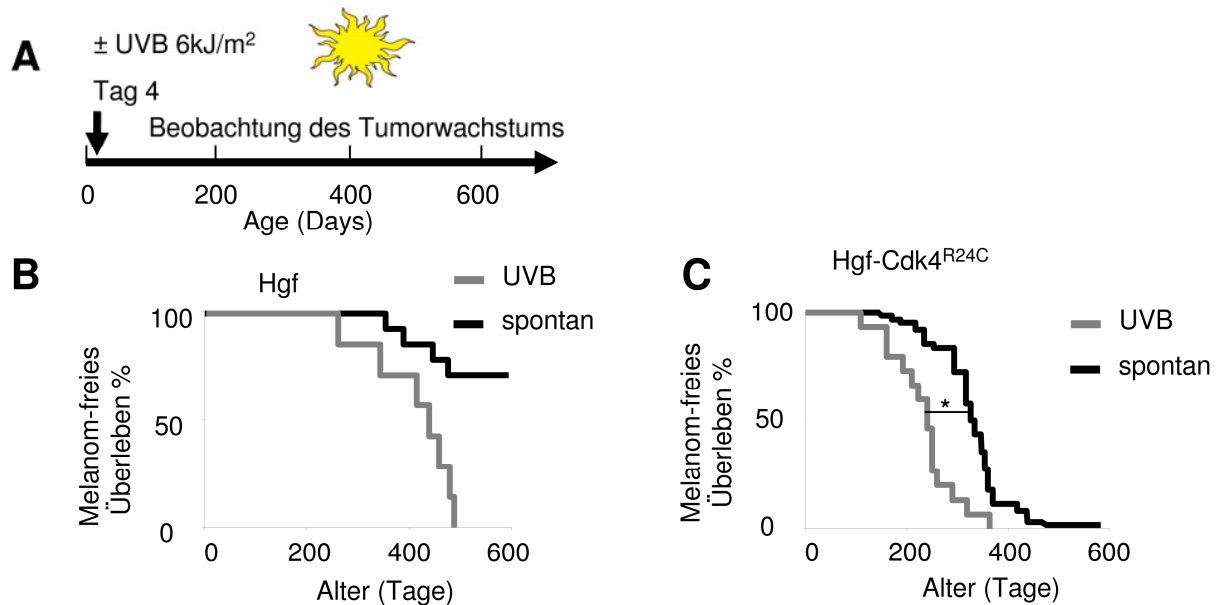 A
± UVB 6kJ/m²
Tag 4
Beobachtung des Tumorwachstums
0 200 400 600
Age (Days)
B
Hgf
UVB
spontan
100
50
0
Melanom-freies
Überleben %
0 200 400 600
Alter (Tage)
C
Hgf-Cdk4ᴿ²⁴ᶜ
UVB
spontan
100
50
0
*
Melanom-freies
Überleben %
0 200 400 600
Alter (Tage)